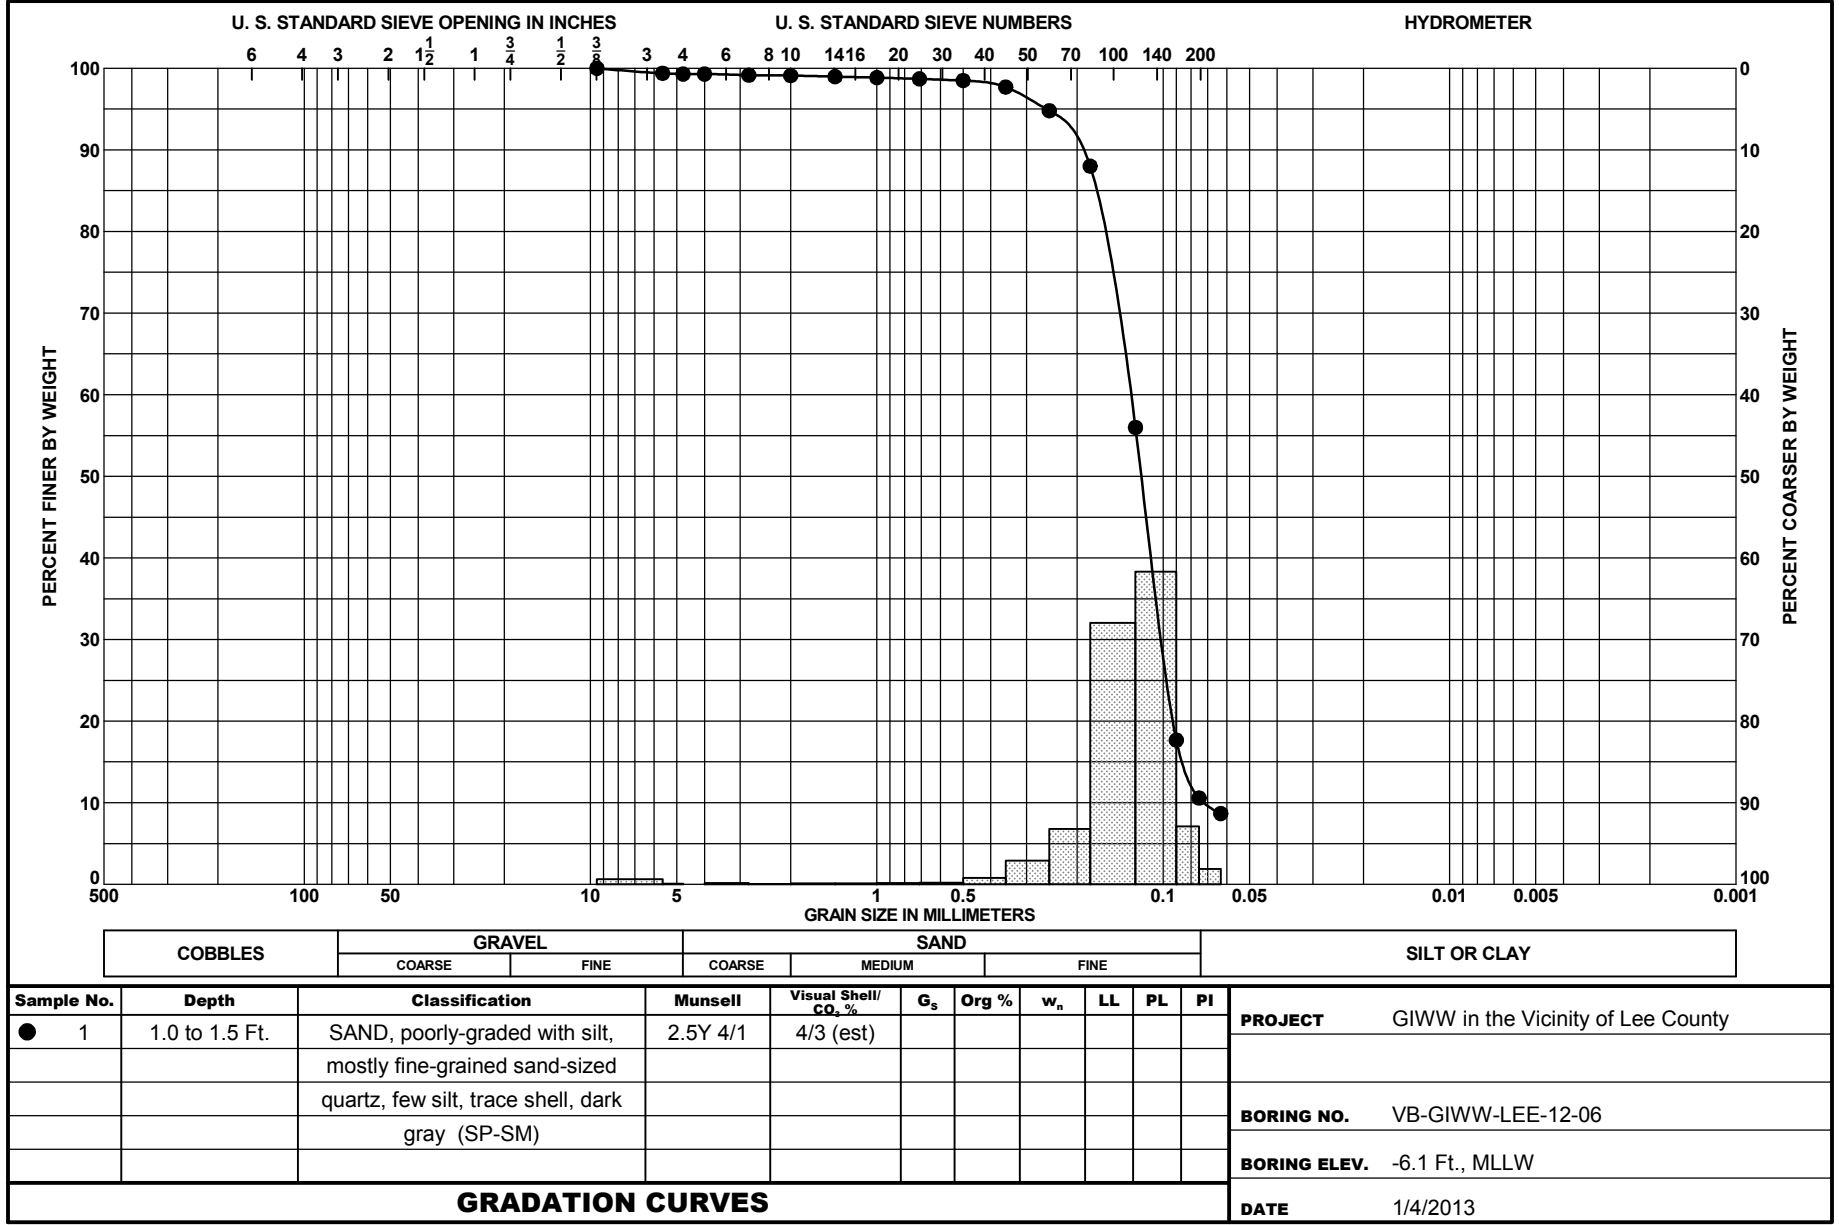 U. S. STANDARD SIEVE OPENING IN INCHES U. S. STANDARD SIEVE NUMBERS HYDROMETER
6 4 3 2 1 1/2 1 3/4 1/2 3/8 3 4 6 8 10 14 16 20 30 40 50 70 100 140 200
100 0
90 10
80 20
70 30
60 40
50 50
40 60
30 70
20 80
10 90
0 100
PERCENT FINER BY WEIGHT
PERCENT COARSER BY WEIGHT
500 100 50 10 5 1 0.5 0.1 0.05 0.01 0.005 0.001
GRAIN SIZE IN MILLIMETERS
COBBLES GRAVEL SAND SILT OR CLAY
COARSE FINE COARSE MEDIUM FINE
Sample No. Depth Classification Munsell Visual Shell/ CO₃ % Gs Org % wn LL PL PI
1 1.0 to 1.5 Ft. SAND, poorly-graded with silt, 2.5Y 4/1 4/3 (est)
mostly fine-grained sand-sized
quartz, few silt, trace shell, dark
gray (SP-SM)
GRADATION CURVES
PROJECT GIWW in the Vicinity of Lee County
BORING NO. VB-GIWW-LEE-12-06
BORING ELEV. -6.1 Ft., MLLW
DATE 1/4/2013